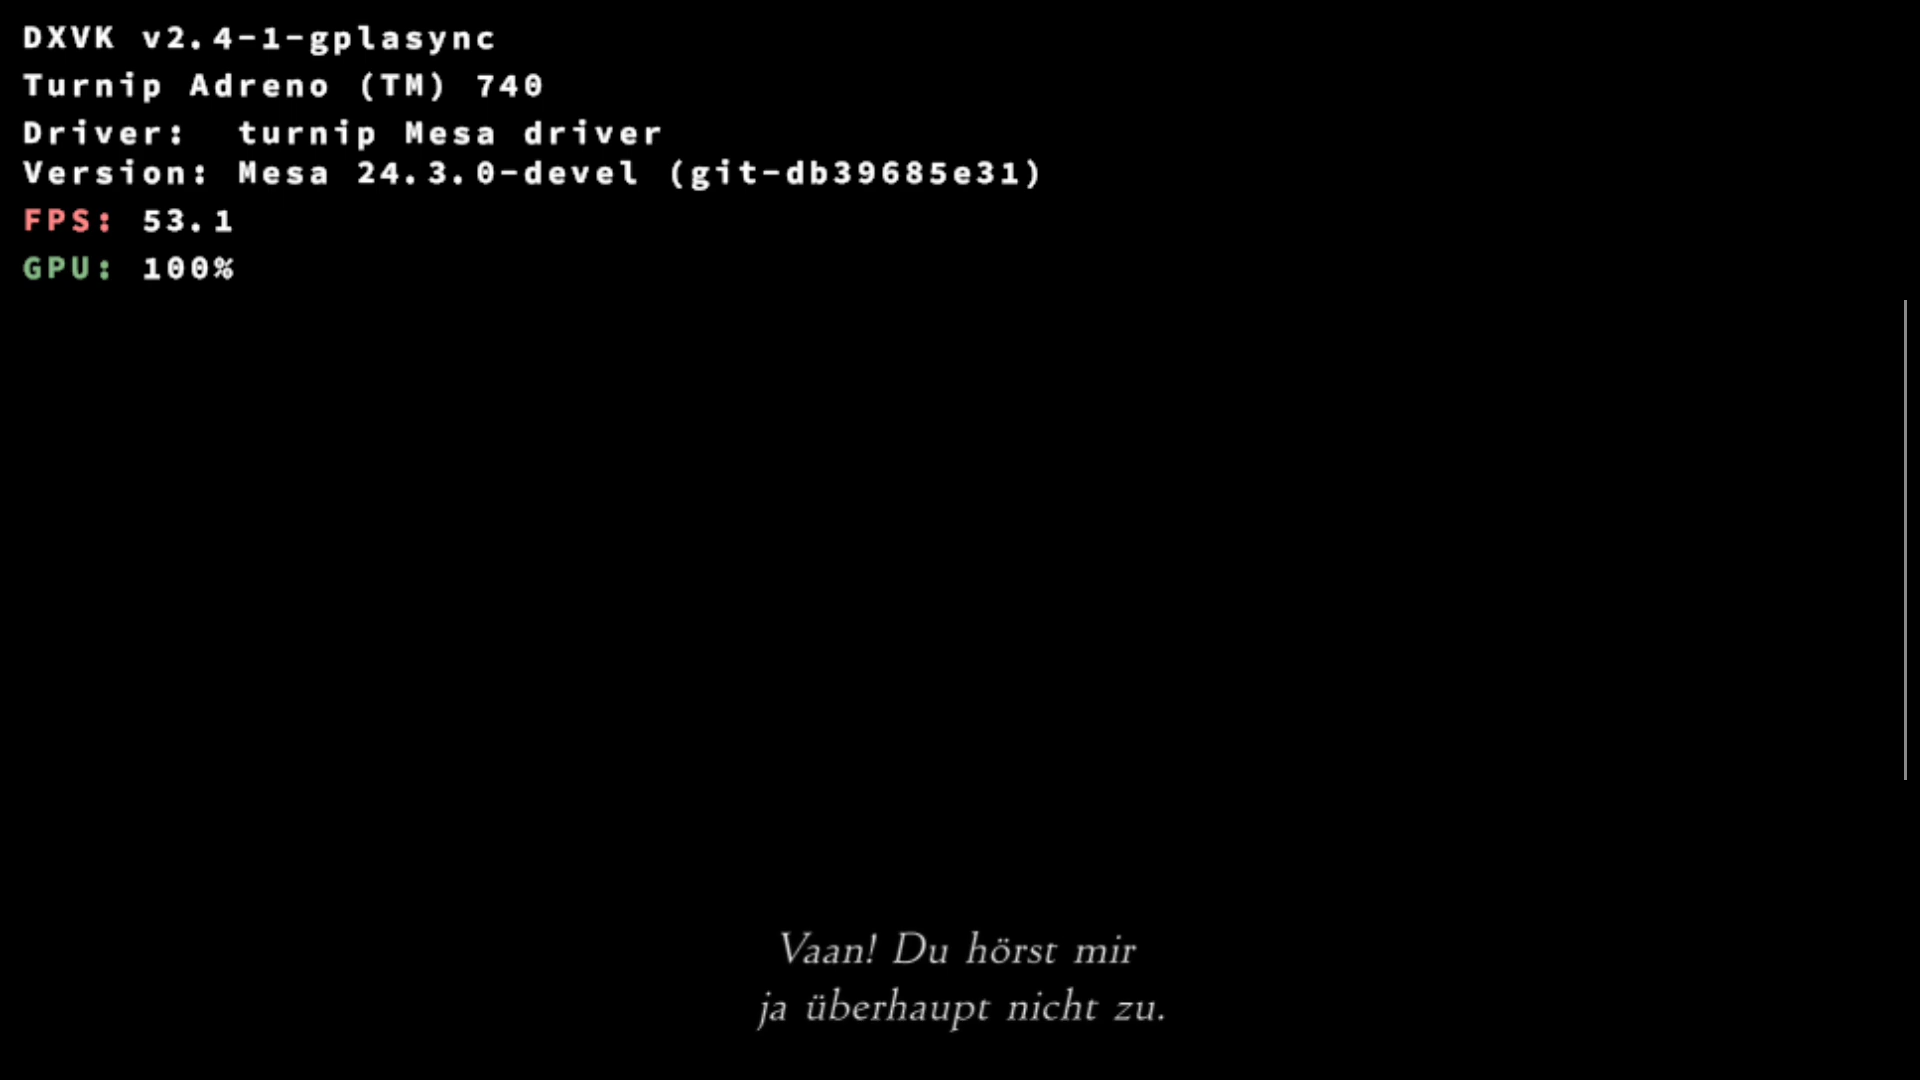 DXVK v2.4-1-gplasync
Turnip Adreno (TM) 740
Driver: turnip Mesa driver
Version: Mesa 24.3.0-devel (git-db39685e31)
FPS: 53.1
GPU: 100%
Vaan! Du hörst mir
ja überhaupt nicht zu.